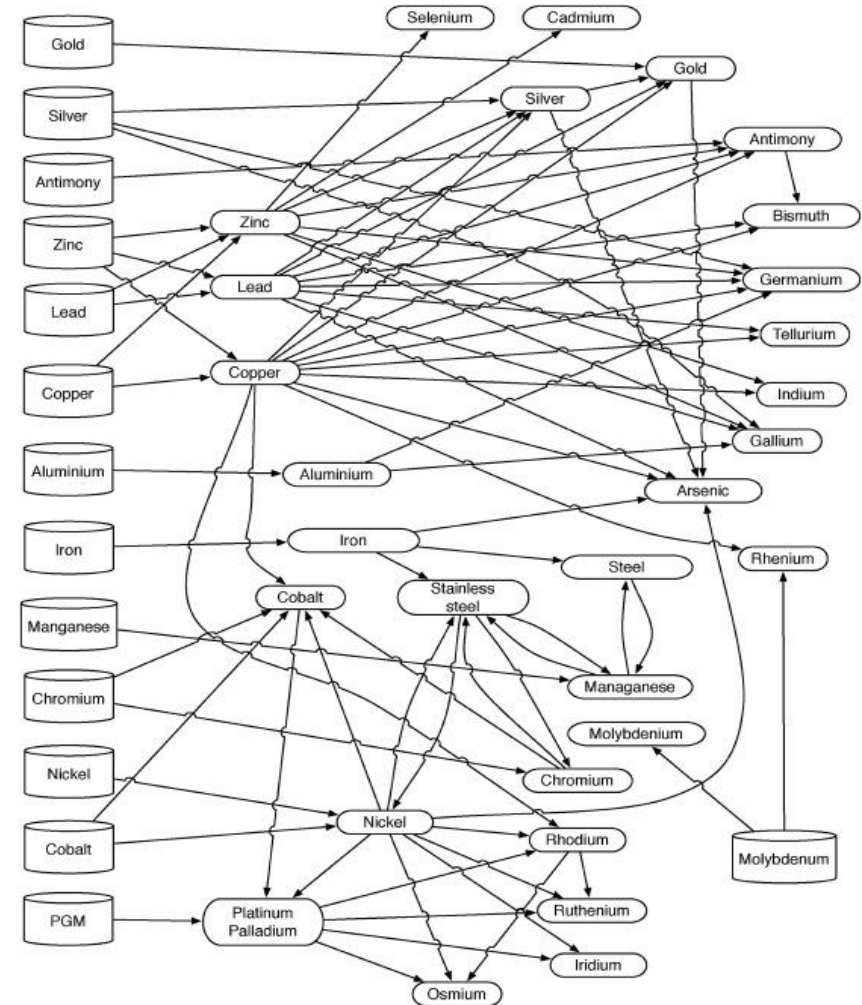 Selenium
Cadmium
Gold
Gold
Silver
Silver
Antimony
Antimony
Bismuth
Zinc
Zinc
Germanium
Lead
Lead
Tellurium
Copper
Copper
Indium
Gallium
Aluminium
Aluminium
Arsenic
Iron
Iron
Steel
Rhenium
Cobalt
Stainless
steel
Manganese
Managanese
Chromium
Molybdenium
Nickel
Chromium
Nickel
Cobalt
Rhodium
Molybdenum
PGM
Platinum
Palladium
Ruthenium
Iridium
Osmium